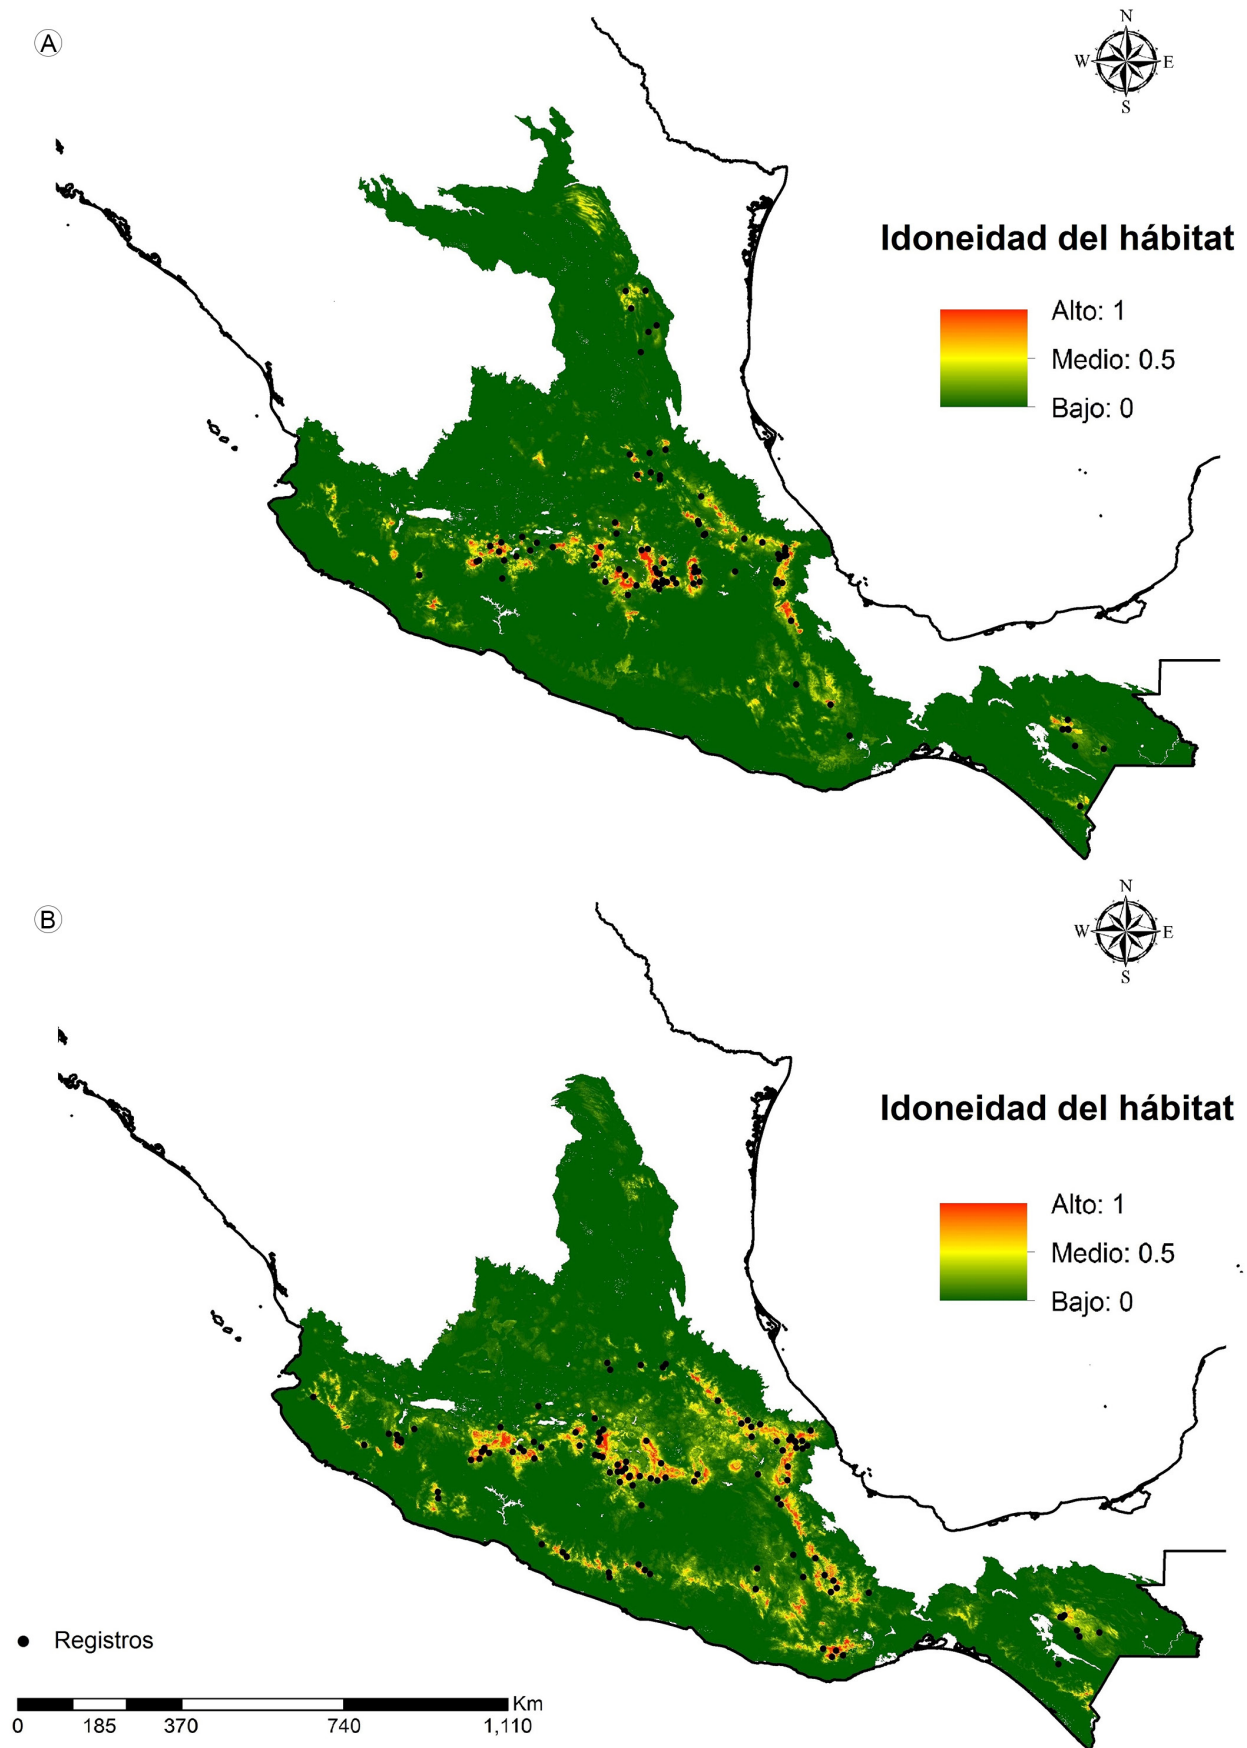 A
N
W E
S
Idoneidad del hábitat
Alto: 1
Medio: 0.5
Bajo: 0
B
N
W E
S
Idoneidad del hábitat
Alto: 1
Medio: 0.5
Bajo: 0
Registros
Km
0 185 370 740 1,110